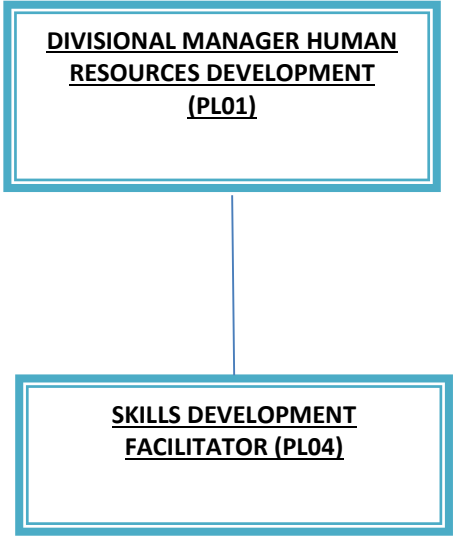 DIVISIONAL MANAGER HUMAN
RESOURCES DEVELOPMENT
(PL01)
SKILLS DEVELOPMENT
FACILITATOR (PL04)